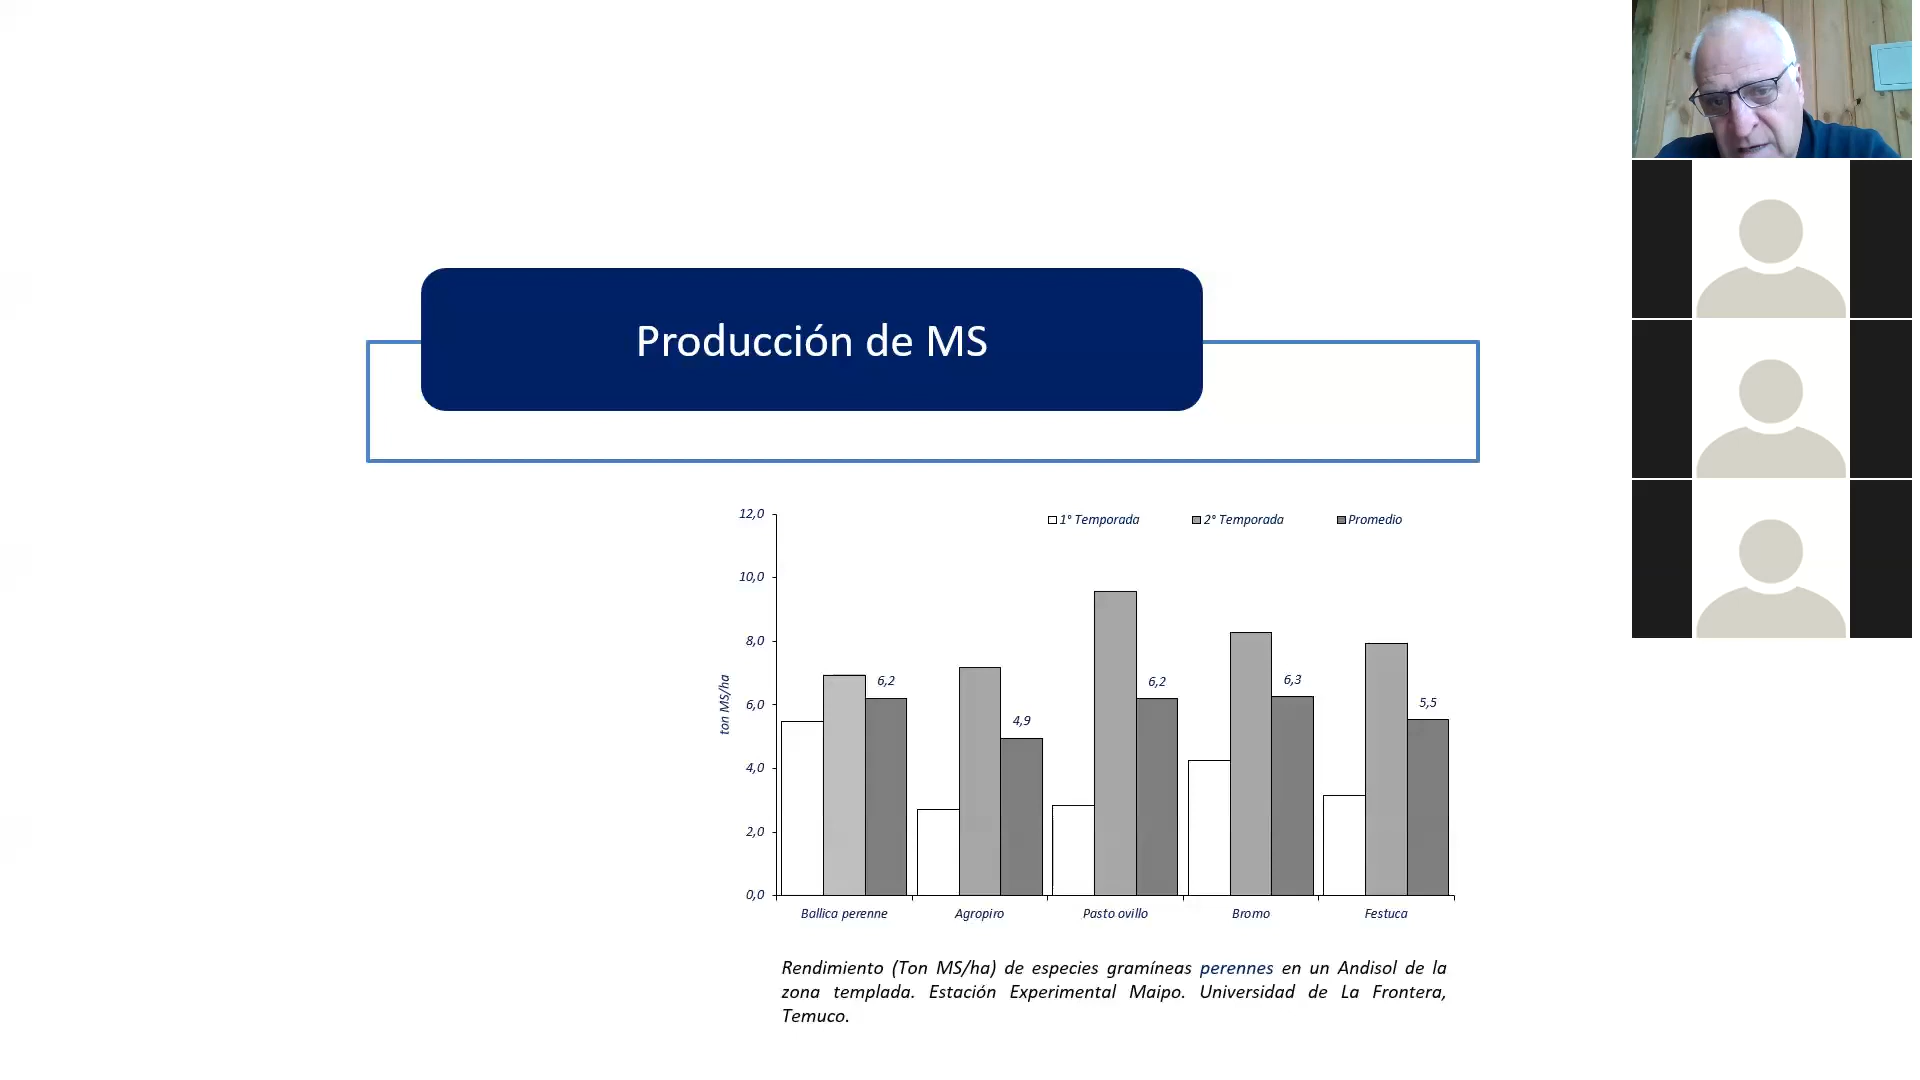 Producción de MS
12,0
10,0
8,0
6,0
4,0
2,0
0,0
ton MS/ha
1° Temporada
2° Temporada
Promedio
6,2
4,9
6,2
6,3
5,5
Ballica perenne
Agropiro
Pasto ovillo
Bromo
Festuca
Rendimiento (Ton MS/ha) de especies gramíneas perennes en un Andisol de la
zona templada. Estación Experimental Maipo. Universidad de La Frontera,
Temuco.